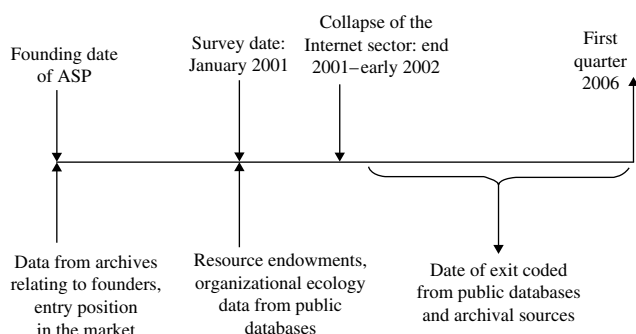 Founding date
of ASP
Survey date:
January 2001
Collapse of the
Internet sector: end
2001–early 2002
First
quarter
2006
Data from archives
relating to founders,
entry position
in the market
Resource endowments,
organizational ecology
data from public
databases
Date of exit coded
from public databases
and archival sources